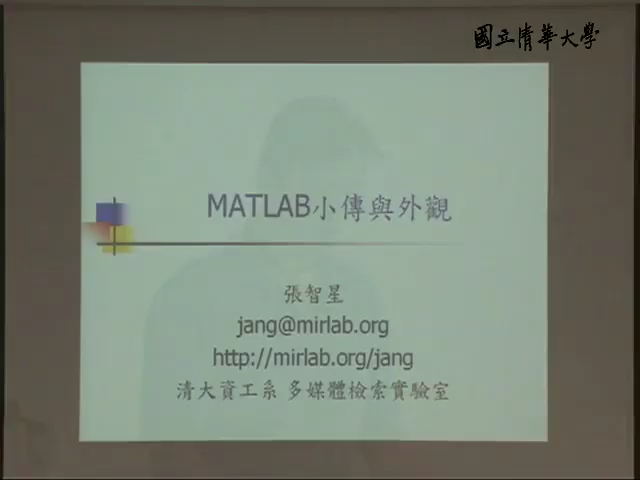 國立清華大學
MATLAB小傳與外觀
張智星
jang@mirlab.org
http://mirlab.org/jang
清大資工系 多媒體檢索實驗室